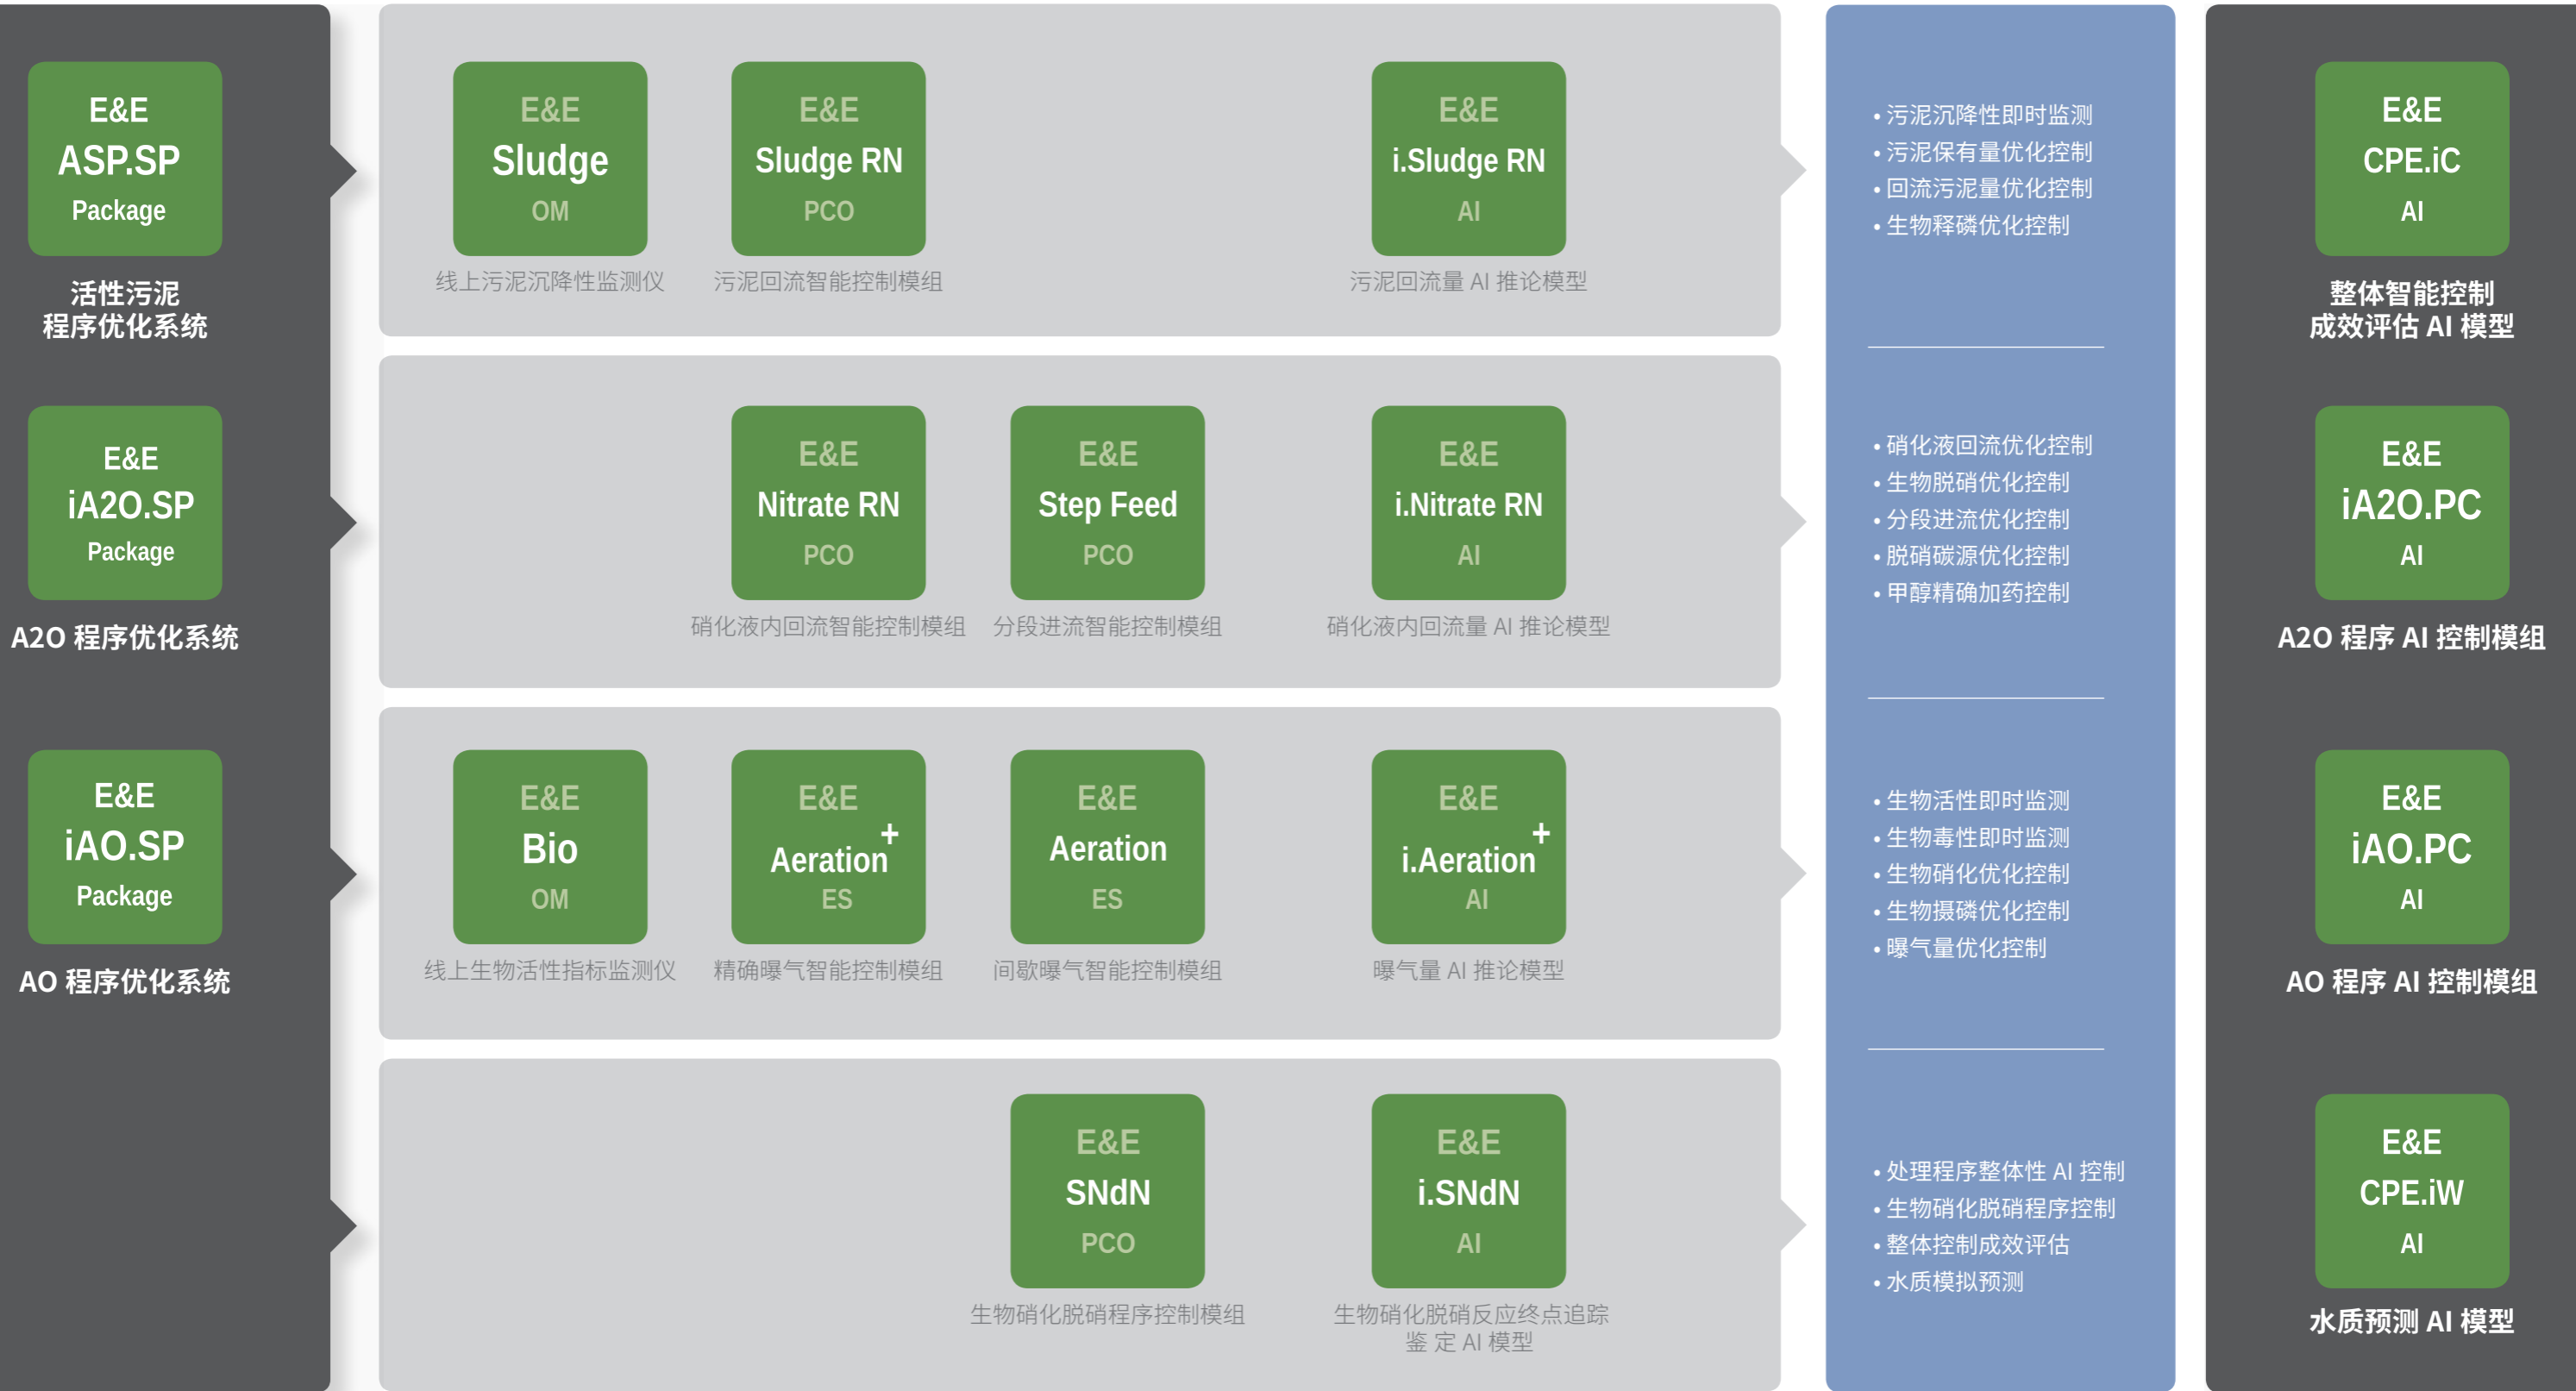 E&E
ASP.SP
Package
活性污泥
程序优化系统
E&E
iA2O.SP
Package
A2O 程序优化系统
E&E
iAO.SP
Package
AO 程序优化系统
E&E
Sludge
OM
线上污泥沉降性监测仪
E&E
Sludge RN
PCO
污泥回流智能控制模组
E&E
i.Sludge RN
AI
污泥回流量 AI 推论模型
E&E
Nitrate RN
PCO
硝化液内回流智能控制模组
E&E
Step Feed
PCO
分段进流智能控制模组
E&E
i.Nitrate RN
AI
硝化液内回流量 AI 推论模型
E&E
Bio
OM
线上生物活性指标监测仪
E&E
Aeration+
ES
精确曝气智能控制模组
E&E
Aeration
ES
间歇曝气智能控制模组
E&E
i.Aeration+
AI
曝气量 AI 推论模型
E&E
SNdN
PCO
生物硝化脱硝程序控制模组
E&E
i.SNdN
AI
生物硝化脱硝反应终点追踪
鉴 定 AI 模型
• 污泥沉降性即时监测
• 污泥保有量优化控制
• 回流污泥量优化控制
• 生物释磷优化控制
• 硝化液回流优化控制
• 生物脱硝优化控制
• 分段进流优化控制
• 脱硝碳源优化控制
• 甲醇精确加药控制
• 生物活性即时监测
• 生物毒性即时监测
• 生物硝化优化控制
• 生物摄磷优化控制
• 曝气量优化控制
• 处理程序整体性 AI 控制
• 生物硝化脱硝程序控制
• 整体控制成效评估
• 水质模拟预测
E&E
CPE.iC
AI
整体智能控制
成效评估 AI 模型
E&E
iA2O.PC
AI
A2O 程序 AI 控制模组
E&E
iAO.PC
AI
AO 程序 AI 控制模组
E&E
CPE.iW
AI
水质预测 AI 模型